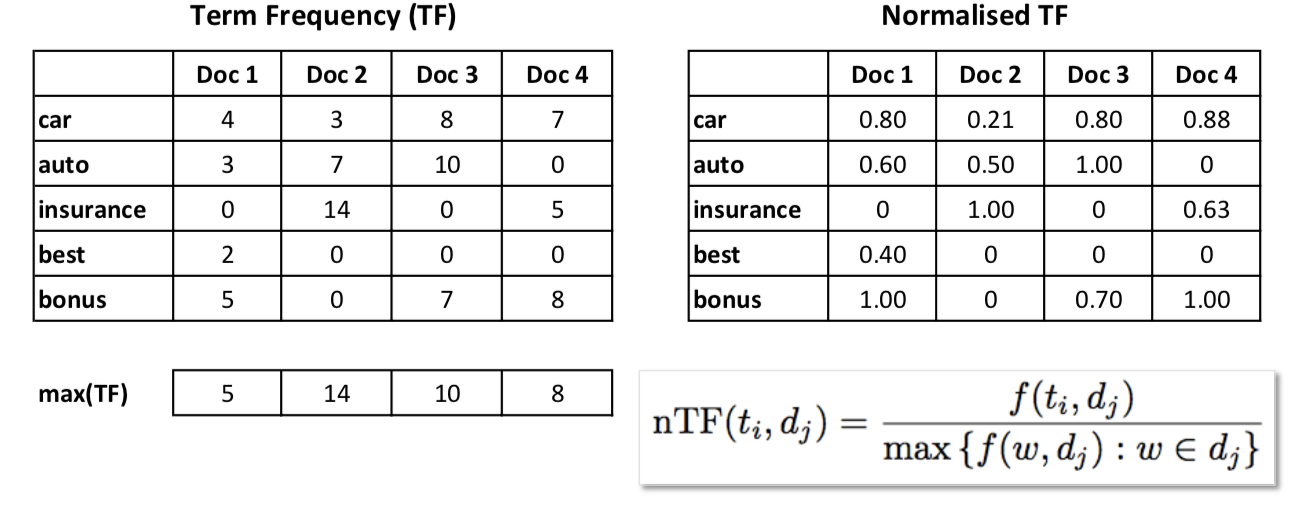 Term Frequency (TF)
Doc 1 Doc 2 Doc 3 Doc 4
car 4 3 8 7
auto 3 7 10 0
insurance 0 14 0 5
best 2 0 0 0
bonus 5 0 7 8
max(TF) 5 14 10 8
Normalised TF
Doc 1 Doc 2 Doc 3 Doc 4
car 0.80 0.21 0.80 0.88
auto 0.60 0.50 1.00 0
insurance 0 1.00 0 0.63
best 0.40 0 0 0
bonus 1.00 0 0.70 1.00
nTF(t_i, d_j) = f(t_i, d_j) / max {f(w, d_j) : w ∈ d_j}